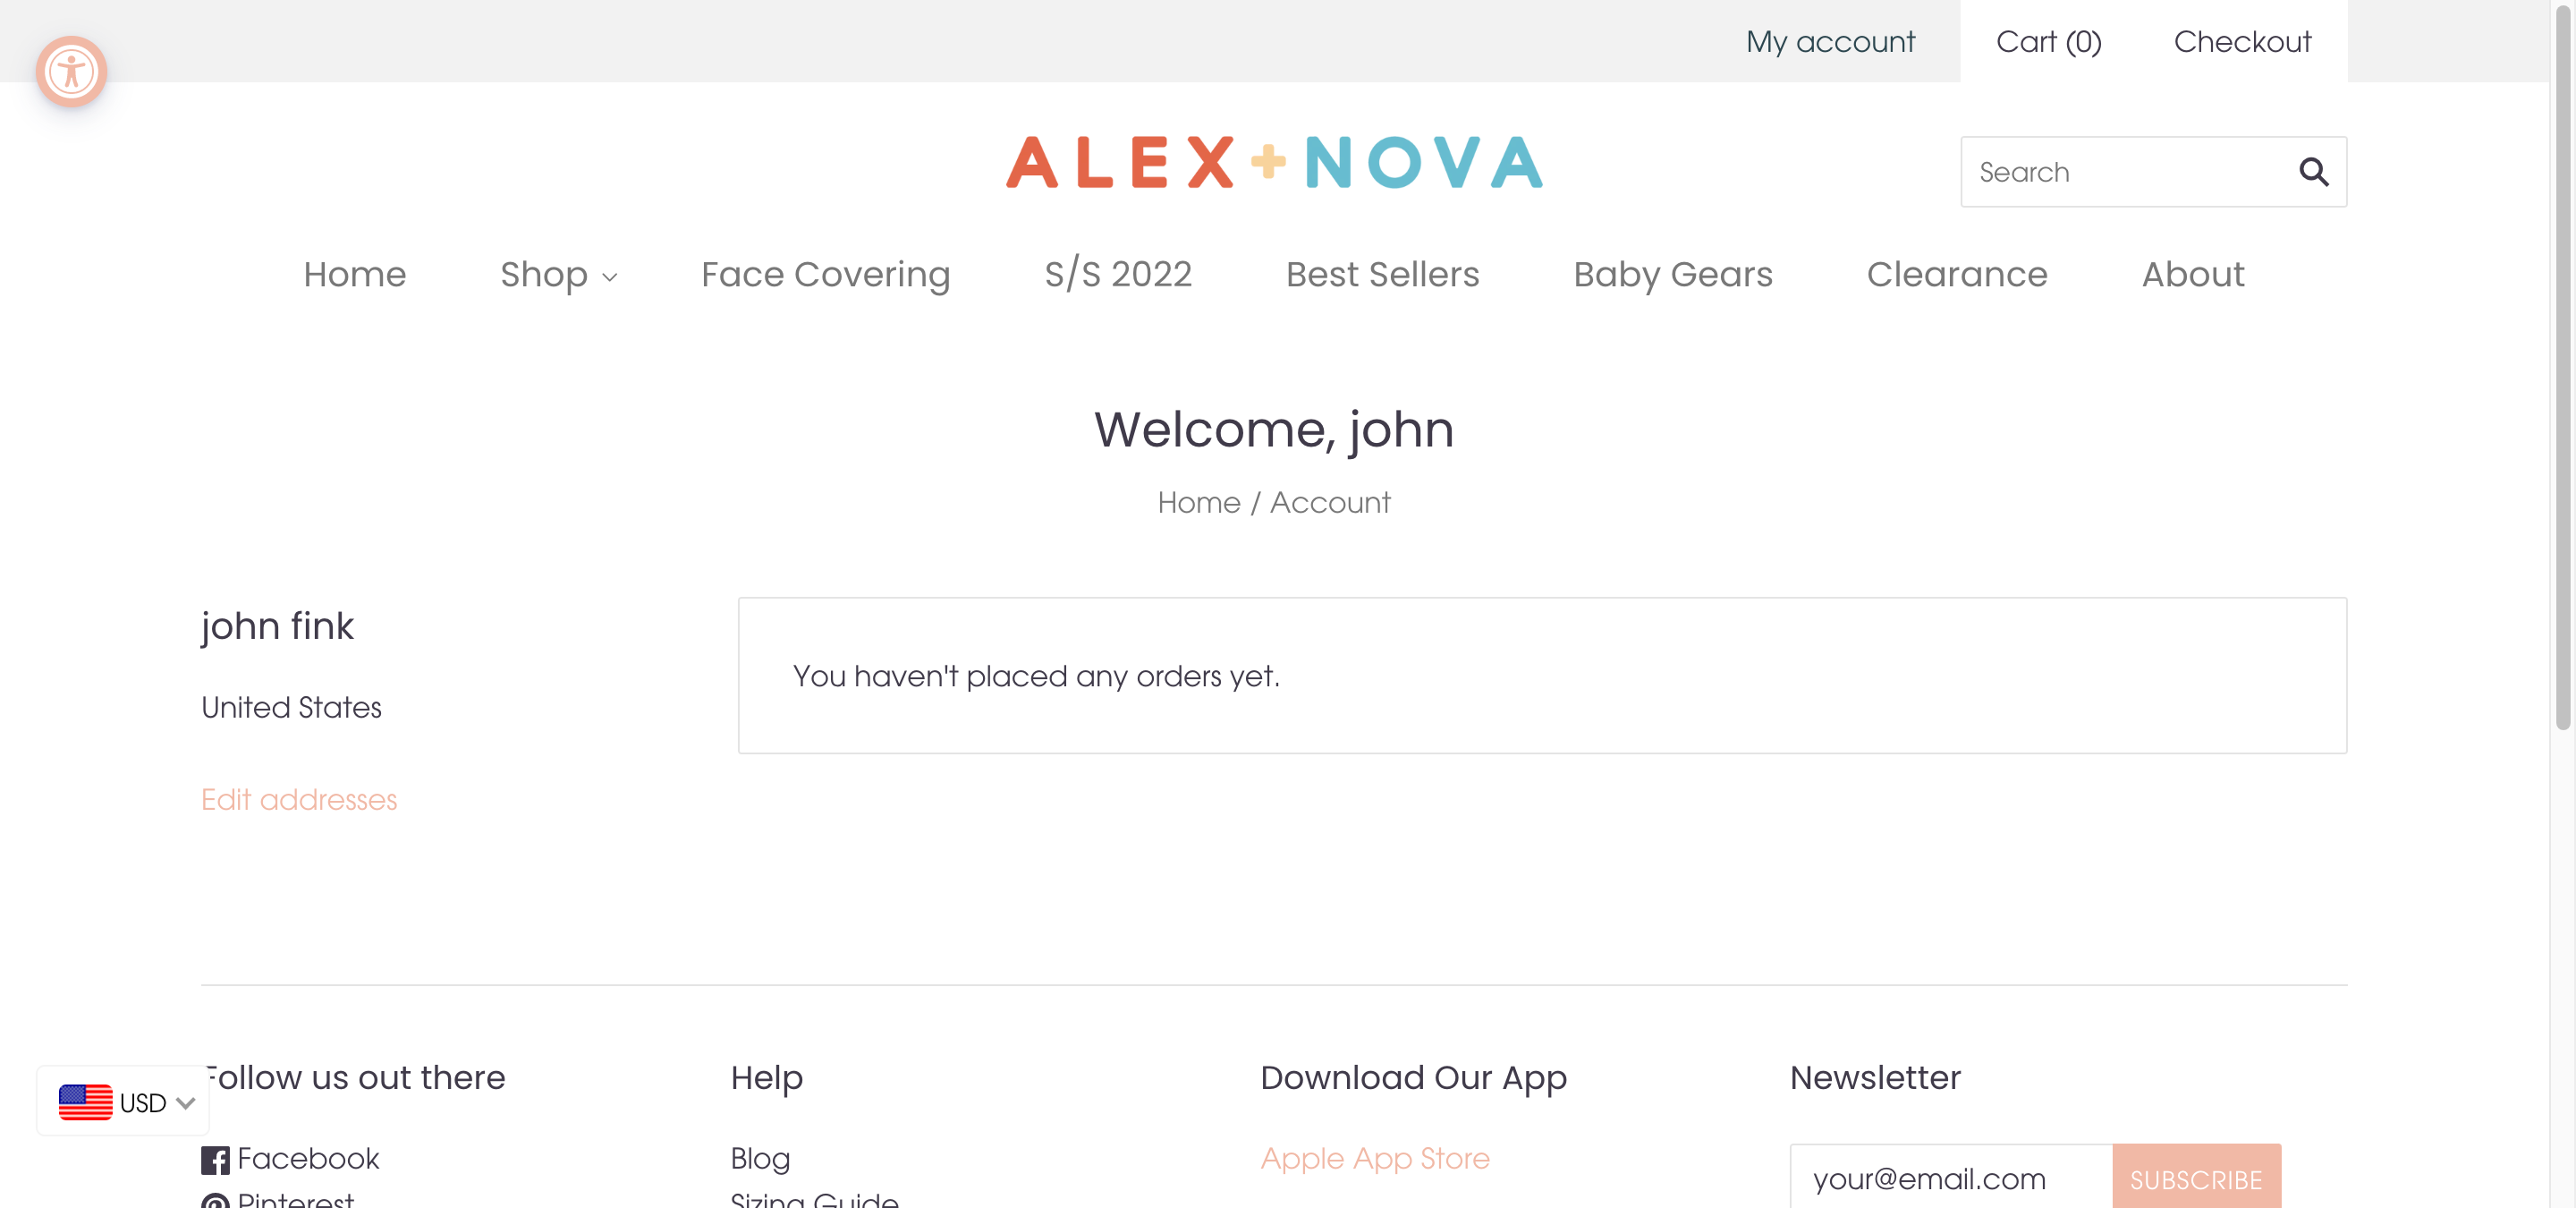 My account
Cart (0)
Checkout
ALEX+NOVA
Search
Home
Shop
Face Covering
S/S 2022
Best Sellers
Baby Gears
Clearance
About
Welcome, john
Home / Account
john fink
United States
Edit addresses
You haven't placed any orders yet.
Follow us out there
Facebook
Pinterest
USD
Help
Blog
Sizing Guide
Download Our App
Apple App Store
Newsletter
your@email.com
SUBSCRIBE